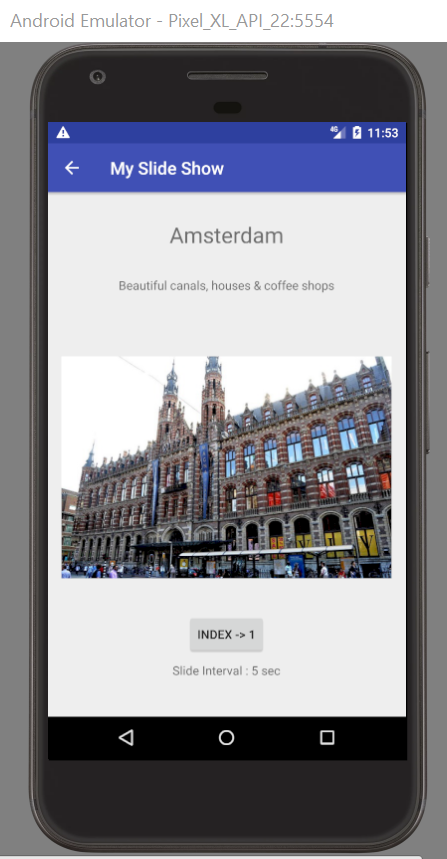 Android Emulator - Pixel_XL_API_22:5554
4G 11:53
My Slide Show
Amsterdam
Beautiful canals, houses & coffee shops
INDEX -> 1
Slide Interval : 5 sec